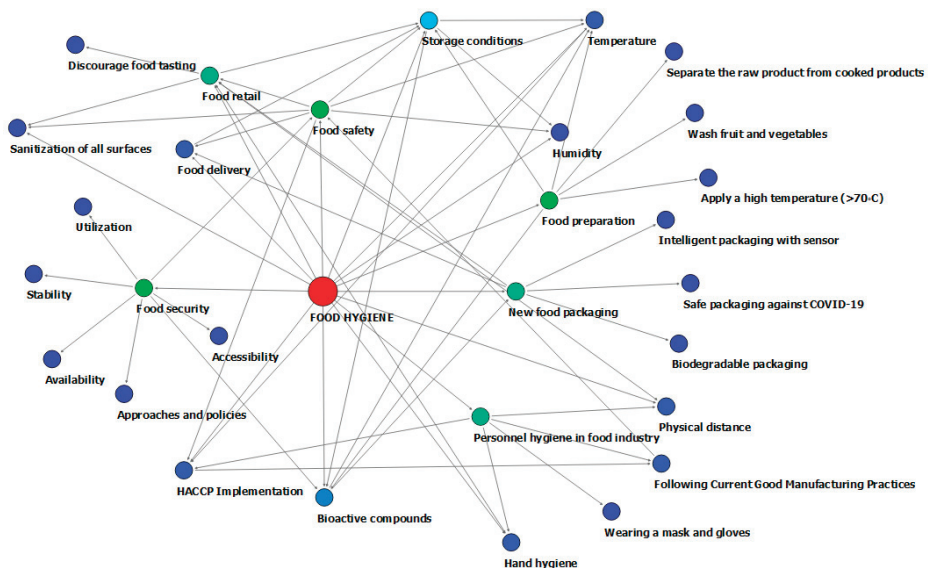 Storage conditions
Temperature
Discourage food tasting
Separate the raw product from cooked products
Food retail
Food safety
Wash fruit and vegetables
Sanitization of all surfaces
Humidity
Food delivery
Apply a high temperature (>70◦C)
Utilization
Food preparation
Intelligent packaging with sensor
Stability
Food security
FOOD HYGIENE
New food packaging
Safe packaging against COVID-19
Accessibility
Availability
Biodegradable packaging
Approaches and policies
Physical distance
Personnel hygiene in food industry
HACCP Implementation
Following Current Good Manufacturing Practices
Bioactive compounds
Wearing a mask and gloves
Hand hygiene